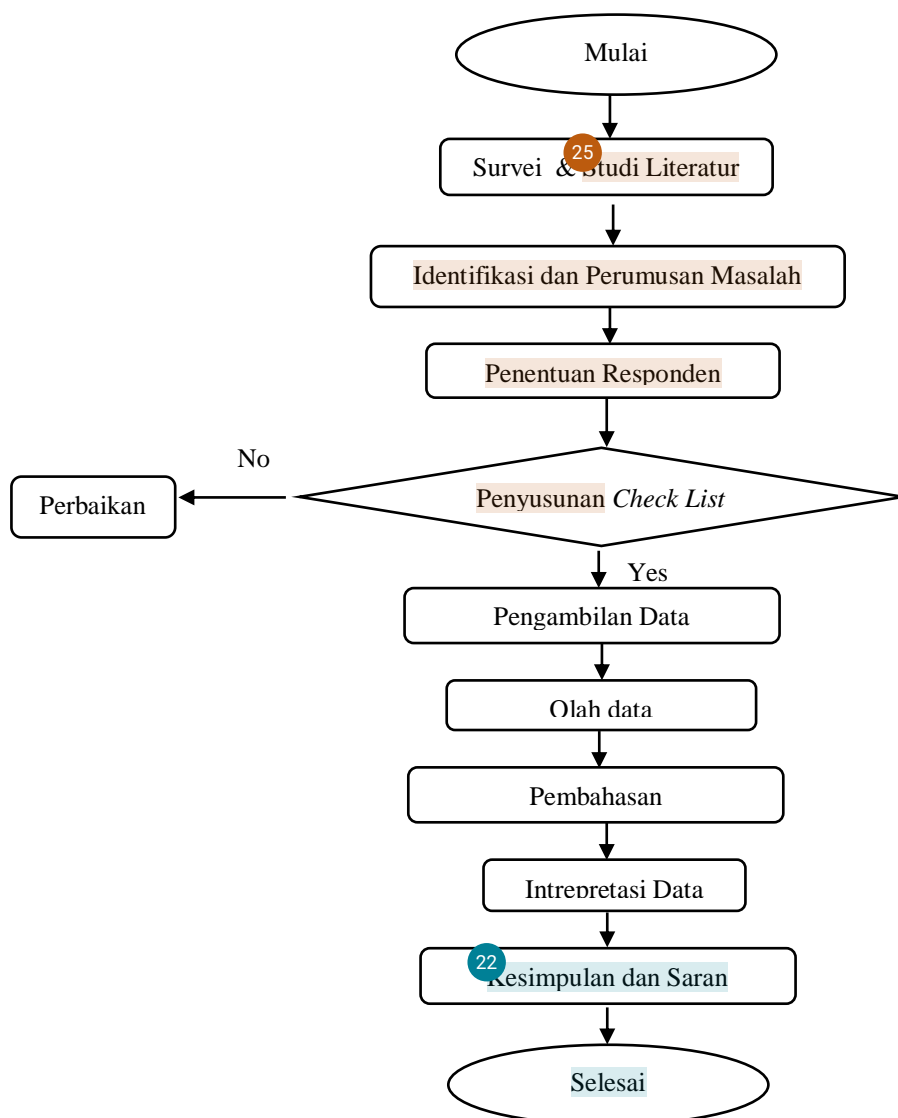 Mulai
25
Survei & Studi Literatur
Identifikasi dan Perumusan Masalah
Penentuan Responden
No
Perbaikan
Penyusunan Check List
Yes
Pengambilan Data
Olah data
Pembahasan
Intrepretasi Data
22
Kesimpulan dan Saran
Selesai